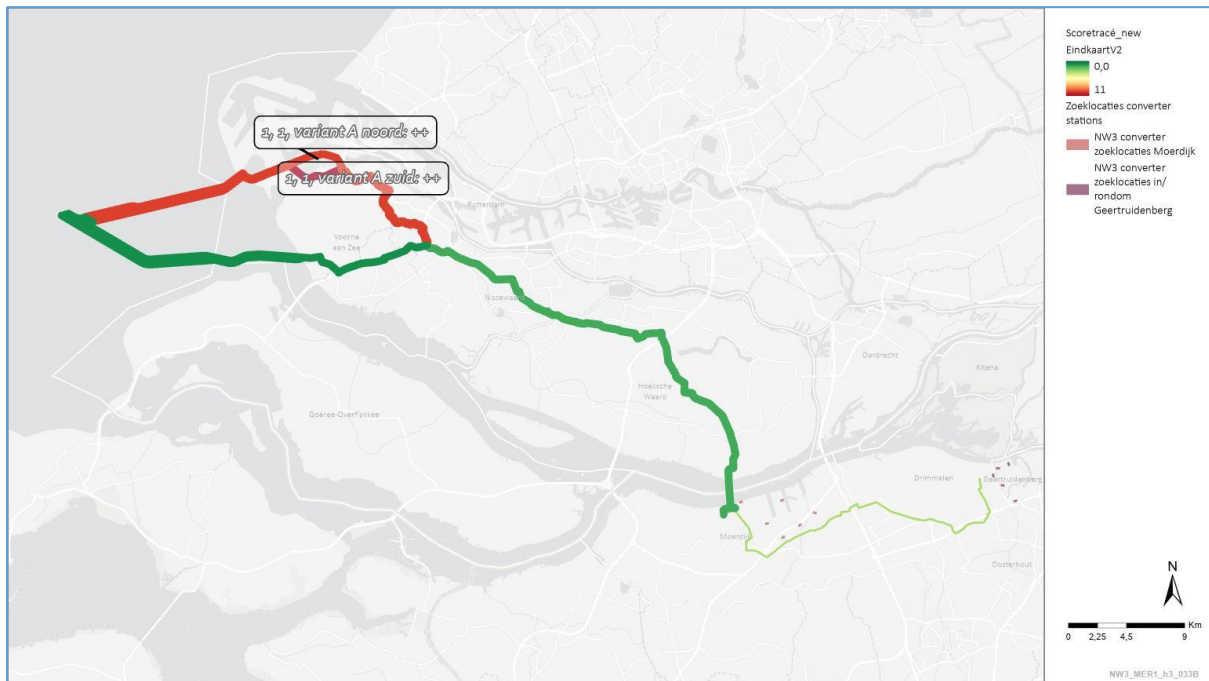 1, 1, variant A noord: ++
1, 1, variant A zuid: ++
Rotterdam
Voorne
aan Zee
Nissewaard
Dordrecht
Altena
Hoeksche
Waard
Goeree-Overflakkee
Drimmelen
Geertruidenberg
Moerdijk
Oosterhout
Scoretracé_new
EindkaartV2
0,0
11
Zoeklocaties converter
stations
NW3 converter
zoeklocaties Moerdijk
NW3 converter
zoeklocaties in/
rondom
Geertruidenberg
N
Km
0 2,25 4,5 9
NW3_MER1_h3_033B